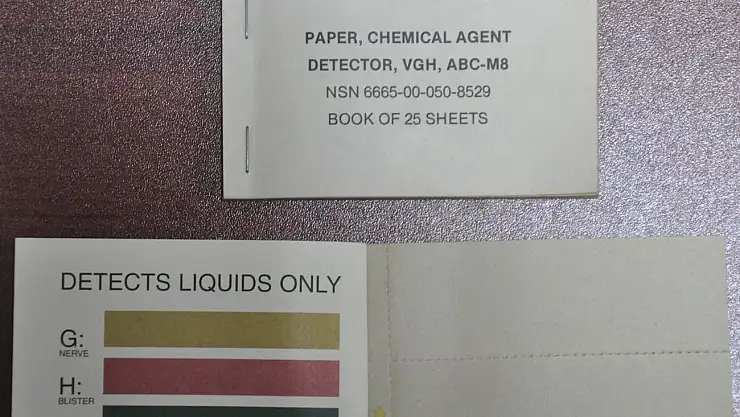 PAPER, CHEMICAL AGENT
DETECTOR, VGH, ABC-M8
NSN 6665-00-050-8529
BOOK OF 25 SHEETS
DETECTS LIQUIDS ONLY
G:
NERVE
H:
BLISTER